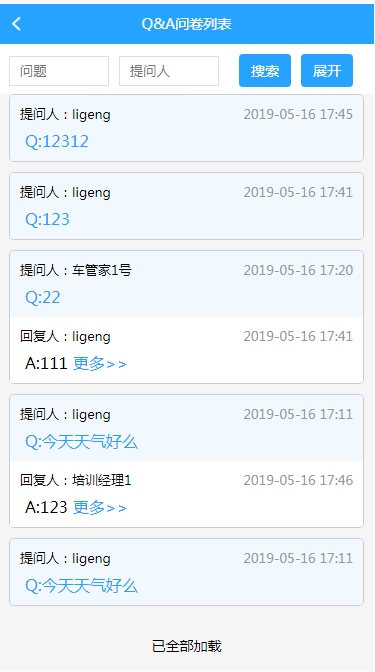 Q&A问卷列表
问题 提问人 搜索 展开
提问人：ligeng 2019-05-16 17:45
Q:12312
提问人：ligeng 2019-05-16 17:41
Q:123
提问人：车管家1号 2019-05-16 17:20
Q:22
回复人：ligeng 2019-05-16 17:41
A:111 更多>>
提问人：ligeng 2019-05-16 17:11
Q:今天天气好么
回复人：培训经理1 2019-05-16 17:46
A:123 更多>>
提问人：ligeng 2019-05-16 17:11
Q:今天天气好么
已全部加载